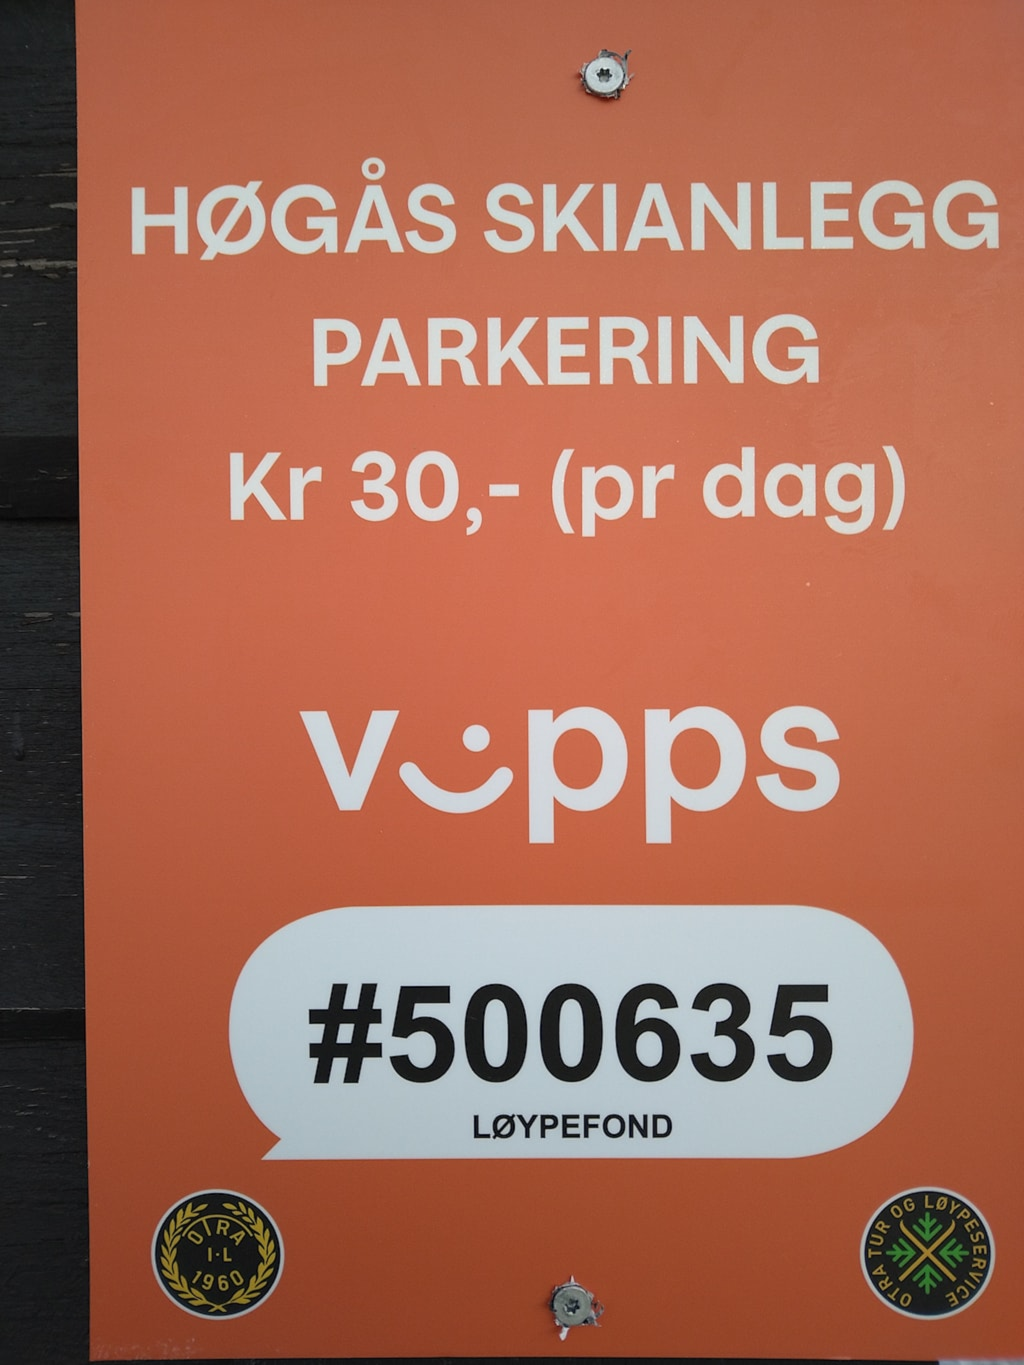 HØGÅS SKIANLEGG
PARKERING
Kr 30,- (pr dag)
vipps
#500635
LØYPEFOND
OTRA
I·L
1960
OTRA TUR OG LØYPESERVICE